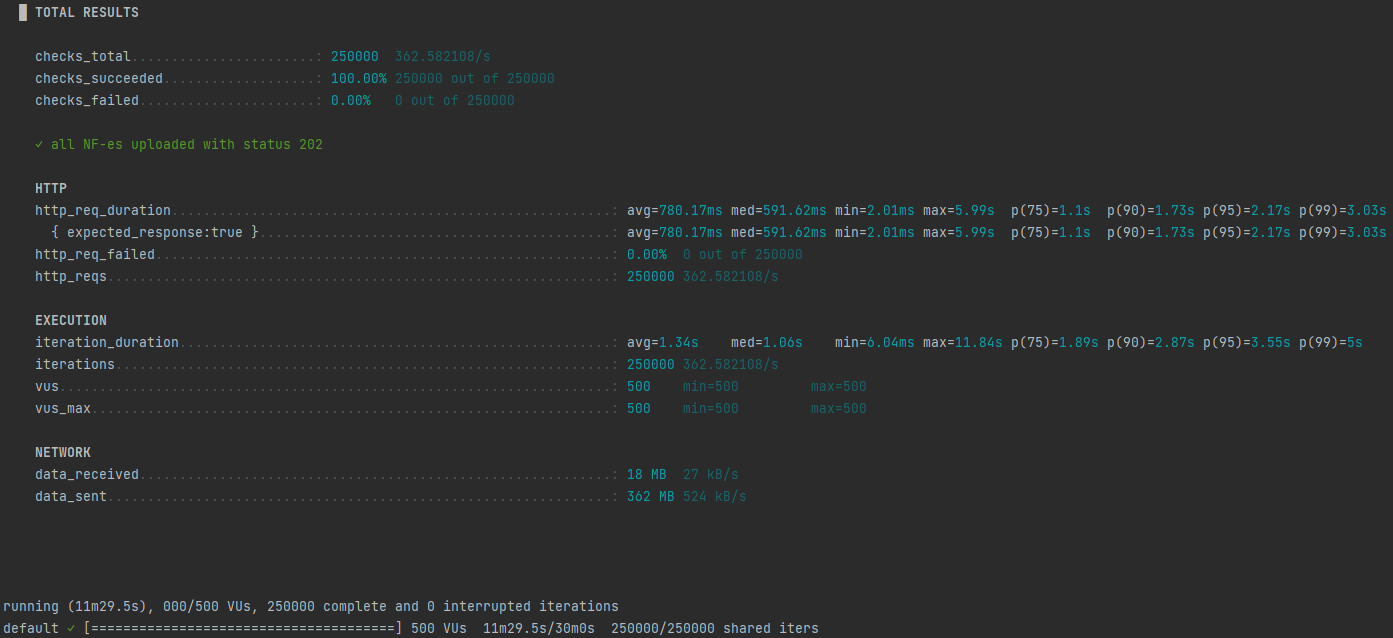 █ TOTAL RESULTS
checks_total.......................: 250000  362.582108/s
checks_succeeded...................: 100.00% 250000 out of 250000
checks_failed......................: 0.00%   0 out of 250000
✓ all NF-es uploaded with status 202
HTTP
http_req_duration.......................................................: avg=780.17ms med=591.62ms min=2.01ms max=5.99s  p(75)=1.1s  p(90)=1.73s p(95)=2.17s p(99)=3.03s
{ expected_response:true }............................................: avg=780.17ms med=591.62ms min=2.01ms max=5.99s  p(75)=1.1s  p(90)=1.73s p(95)=2.17s p(99)=3.03s
http_req_failed.........................................................: 0.00%  0 out of 250000
http_reqs...............................................................: 250000 362.582108/s
EXECUTION
iteration_duration......................................................: avg=1.34s    med=1.06s    min=6.04ms max=11.84s p(75)=1.89s p(90)=2.87s p(95)=3.55s p(99)=5s
iterations..............................................................: 250000 362.582108/s
vus.....................................................................: 500    min=500         max=500
vus_max.................................................................: 500    min=500         max=500
NETWORK
data_received...........................................................: 18 MB  27 kB/s
data_sent...............................................................: 362 MB 524 kB/s
running (11m29.5s), 000/500 VUs, 250000 complete and 0 interrupted iterations
default ✓ [======================================] 500 VUs  11m29.5s/30m0s  250000/250000 shared iters